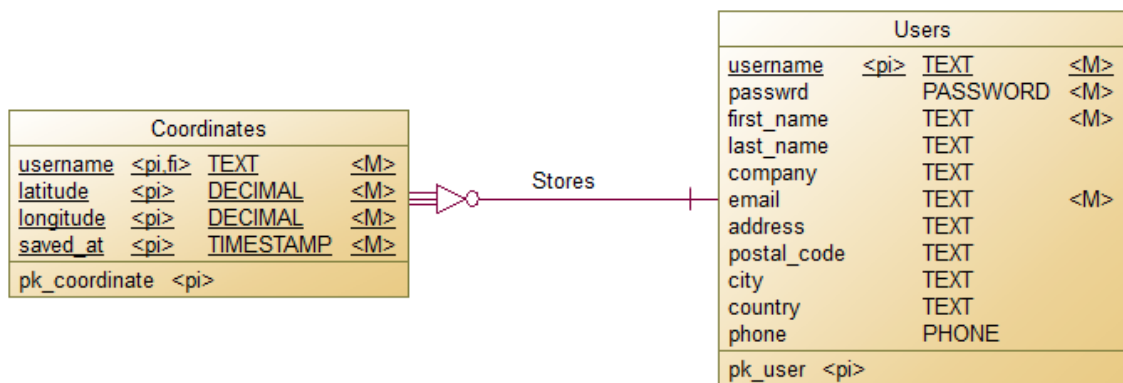 Coordinates
username <pi,fi> TEXT <M>
latitude <pi> DECIMAL <M>
longitude <pi> DECIMAL <M>
saved_at <pi> TIMESTAMP <M>
pk_coordinate <pi>
Stores
Users
username <pi> TEXT <M>
passwrd PASSWORD <M>
first_name TEXT <M>
last_name TEXT
company TEXT
email TEXT <M>
address TEXT
postal_code TEXT
city TEXT
country TEXT
phone PHONE
pk_user <pi>